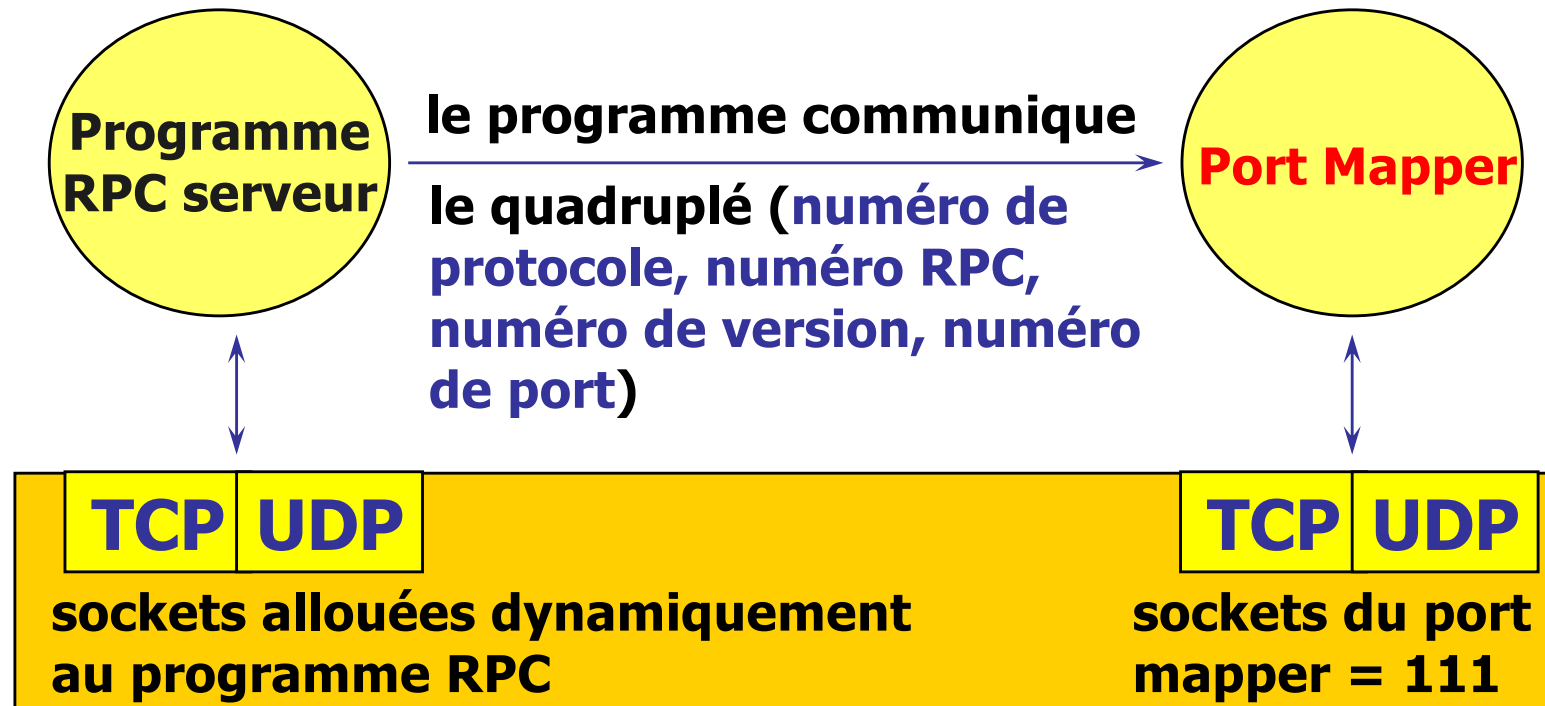 Programme
RPC serveur
le programme communique
le quadruplé (numéro de
protocole, numéro RPC,
numéro de version, numéro
de port)
Port Mapper
TCP UDP
sockets allouées dynamiquement
au programme RPC
TCP UDP
sockets du port
mapper = 111